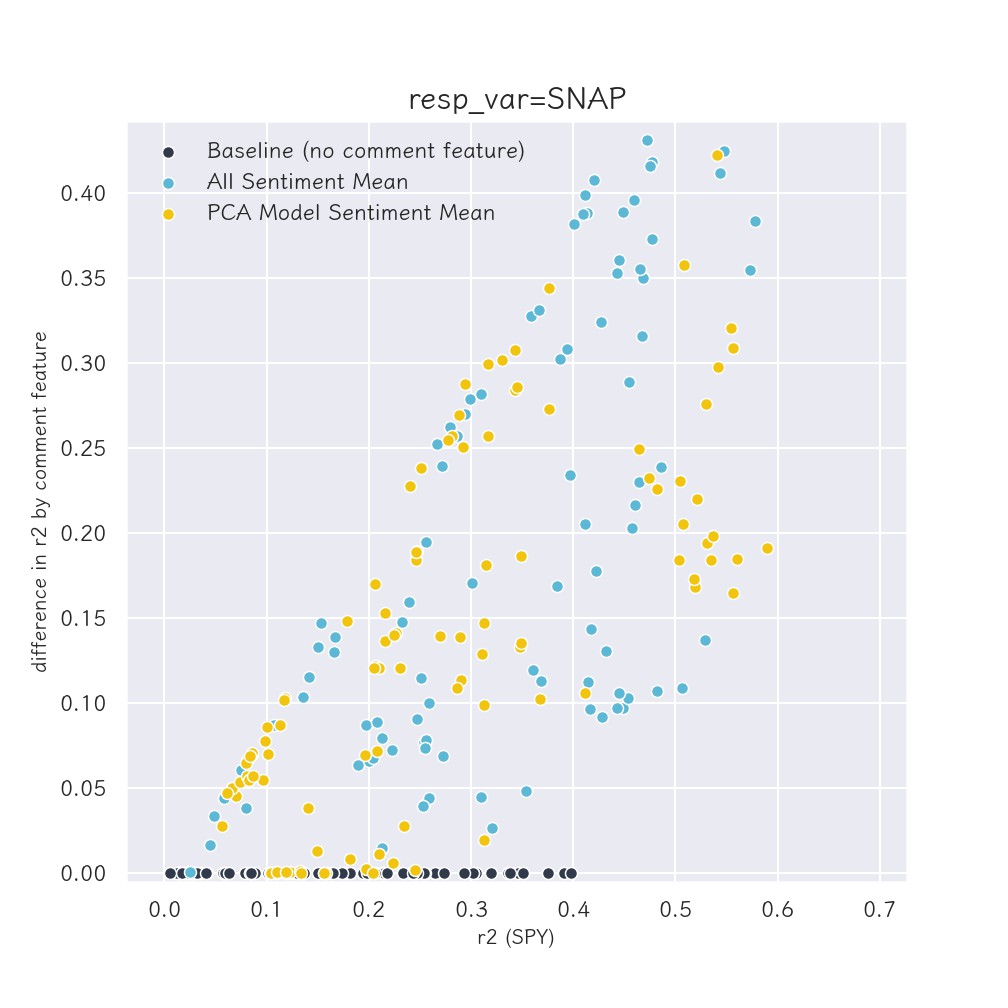 resp_var=SNAP
Baseline (no comment feature)
All Sentiment Mean
PCA Model Sentiment Mean
difference in r2 by comment feature
0.40
0.35
0.30
0.25
0.20
0.15
0.10
0.05
0.00
0.0 0.1 0.2 0.3 0.4 0.5 0.6 0.7
r2 (SPY)